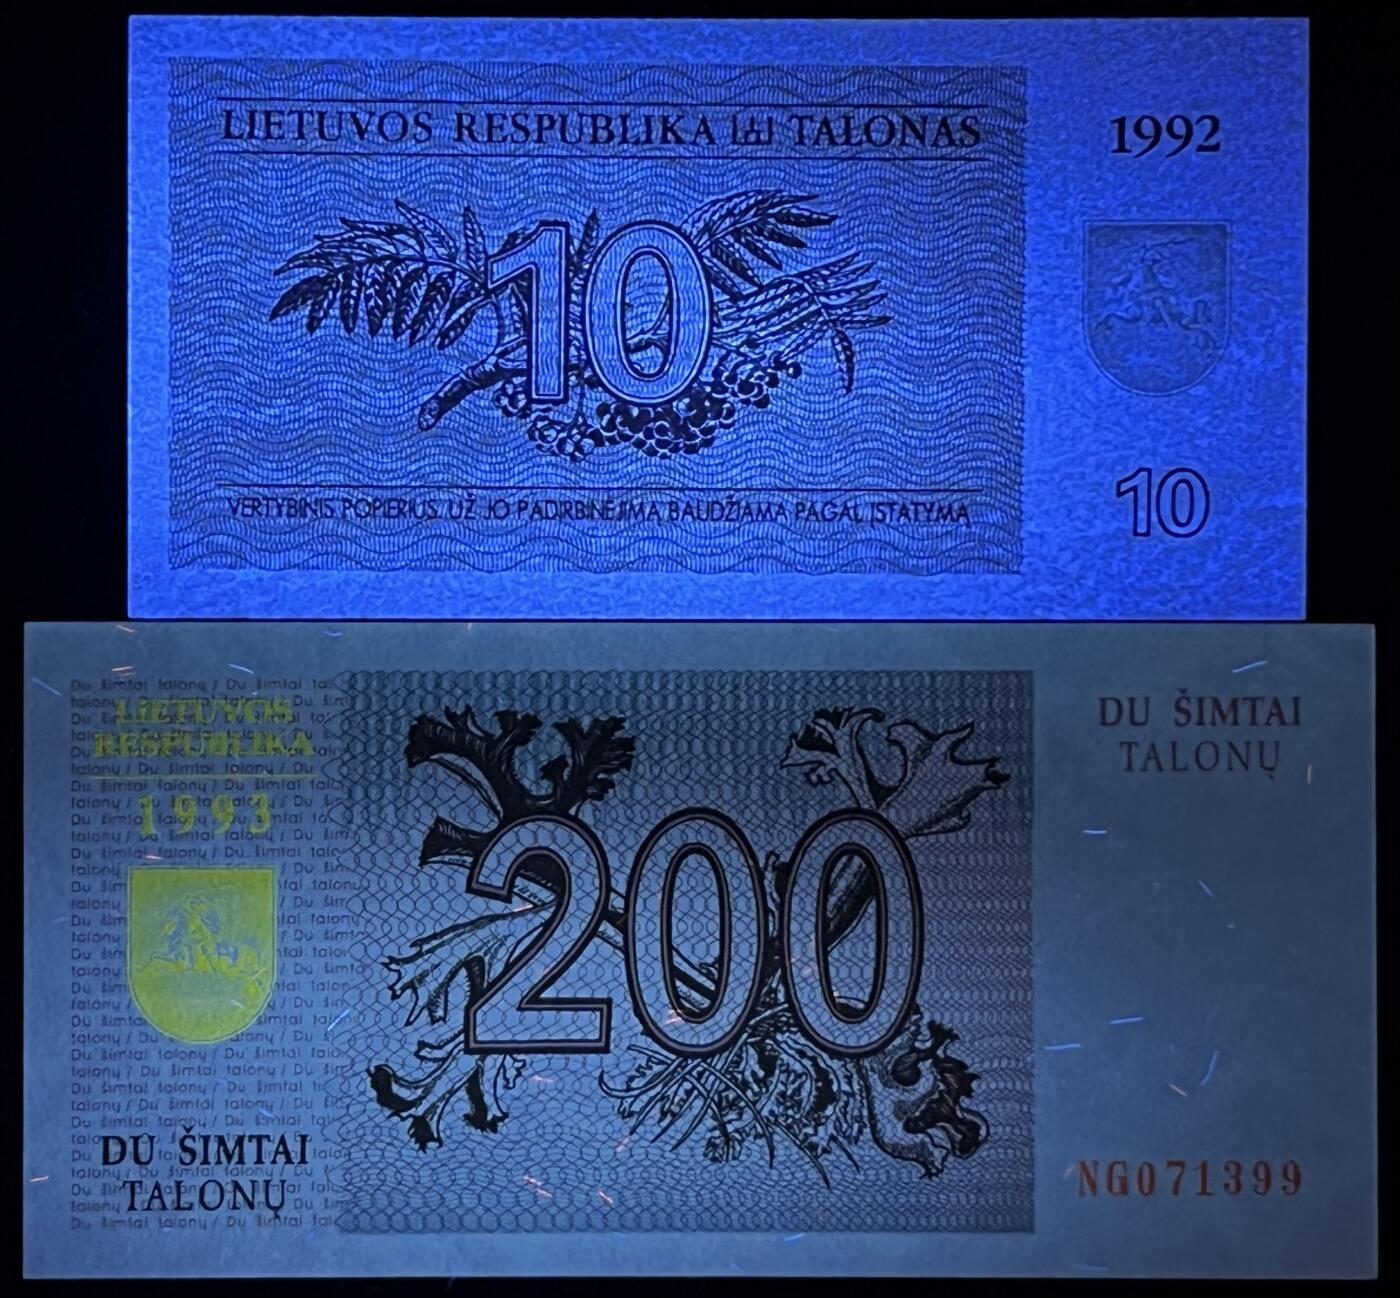 LIETUVOS RESPUBLIKA TALONAS
1992
10
VERTYBINIS POPIERIUS. UŽ JO PADIRBINĖJIMĄ BAUDŽIAMA PAGAL ĮSTATYMĄ
10
LIETUVOS
RESPUBLIKA
1993
200
DU ŠIMTAI
TALONŲ
DU ŠIMTAI
TALONŲ
NG071399